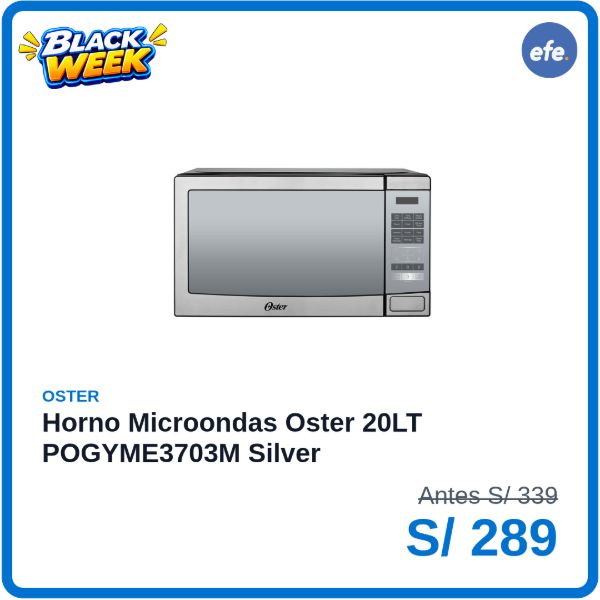 BLACK
WEEK
efe.
Oster
OSTER
Horno Microondas Oster 20LT
POGYME3703M Silver
Antes S/ 339
S/ 289